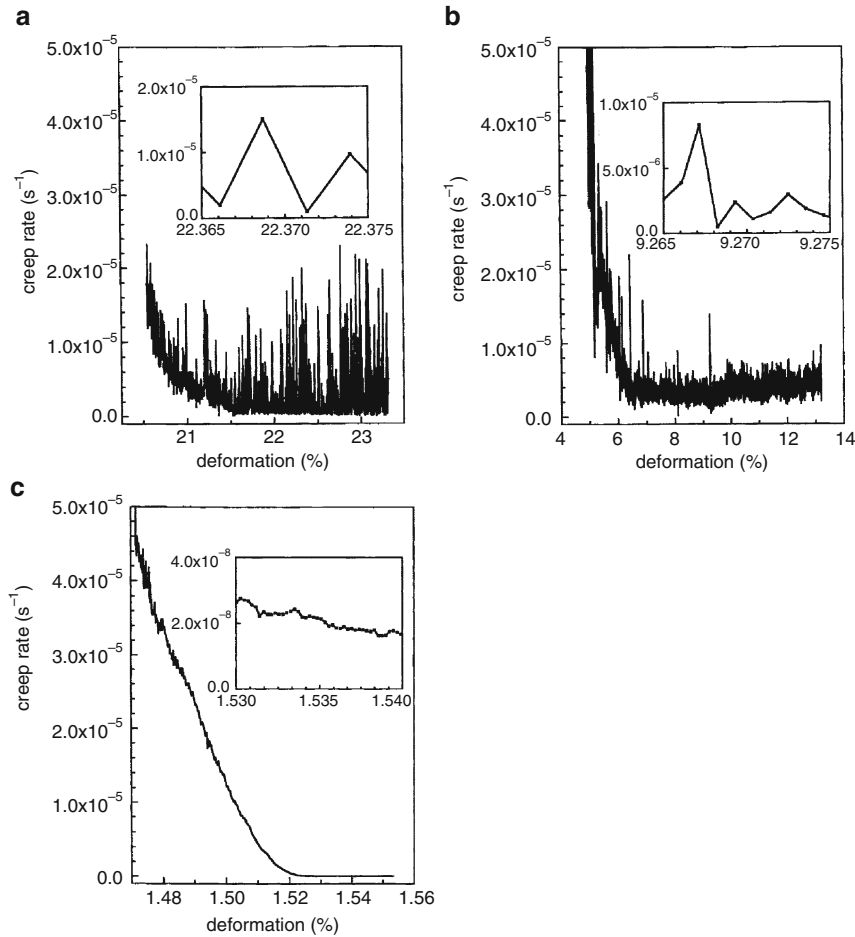 a
5.0x10⁻⁵
4.0x10⁻⁵
3.0x10⁻⁵
2.0x10⁻⁵
1.0x10⁻⁵
0.0
creep rate (s⁻¹)
2.0x10⁻⁵
1.0x10⁻⁵
0.0
22.365 22.370 22.375
21 22 23
deformation (%)
b
5.0x10⁻⁵
4.0x10⁻⁵
3.0x10⁻⁵
2.0x10⁻⁵
1.0x10⁻⁵
0.0
creep rate (s⁻¹)
1.0x10⁻⁵
5.0x10⁻⁶
0.0
9.265 9.270 9.275
4 6 8 10 12 14
deformation (%)
c
5.0x10⁻⁵
4.0x10⁻⁵
3.0x10⁻⁵
2.0x10⁻⁵
1.0x10⁻⁵
0.0
creep rate (s⁻¹)
4.0x10⁻⁸
2.0x10⁻⁸
0.0
1.530 1.535 1.540
1.48 1.50 1.52 1.54 1.56
deformation (%)